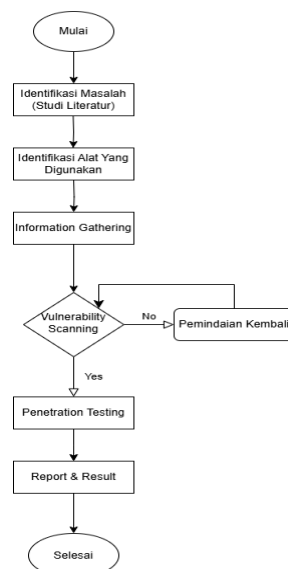 Mulai
Identifikasi Masalah
(Studi Literatur)
Identifikasi Alat Yang
Digunakan
Information Gathering
Vulnerability
Scanning
No
Pemindaian Kembali
Yes
Penetration Testing
Report & Result
Selesai